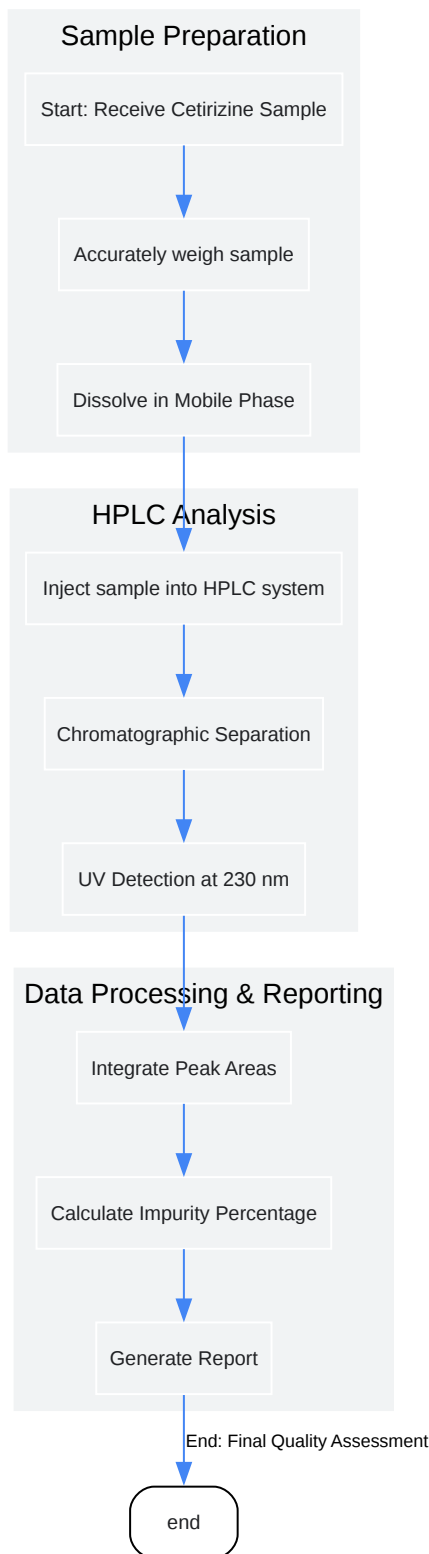 Sample Preparation
Start: Receive Cetirizine Sample
Accurately weigh sample
Dissolve in Mobile Phase
HPLC Analysis
Inject sample into HPLC system
Chromatographic Separation
UV Detection at 230 nm
Data Processing & Reporting
Integrate Peak Areas
Calculate Impurity Percentage
Generate Report
End: Final Quality Assessment
end